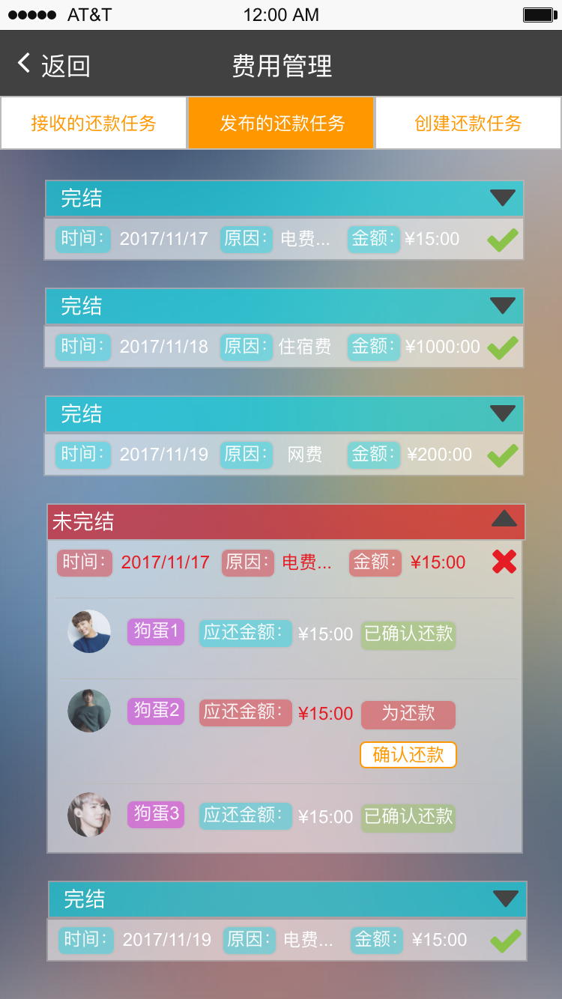 AT&T 12:00 AM
返回 费用管理
接收的还款任务 发布的还款任务 创建还款任务
完结
时间： 2017/11/17 原因： 电费... 金额： ¥15:00
完结
时间： 2017/11/18 原因： 住宿费 金额： ¥1000:00
完结
时间： 2017/11/19 原因： 网费 金额： ¥200:00
未完结
时间： 2017/11/17 原因： 电费... 金额： ¥15:00
狗蛋1 应还金额： ¥15:00 已确认还款
狗蛋2 应还金额： ¥15:00 为还款
确认还款
狗蛋3 应还金额： ¥15:00 已确认还款
完结
时间： 2017/11/19 原因： 电费... 金额： ¥15:00